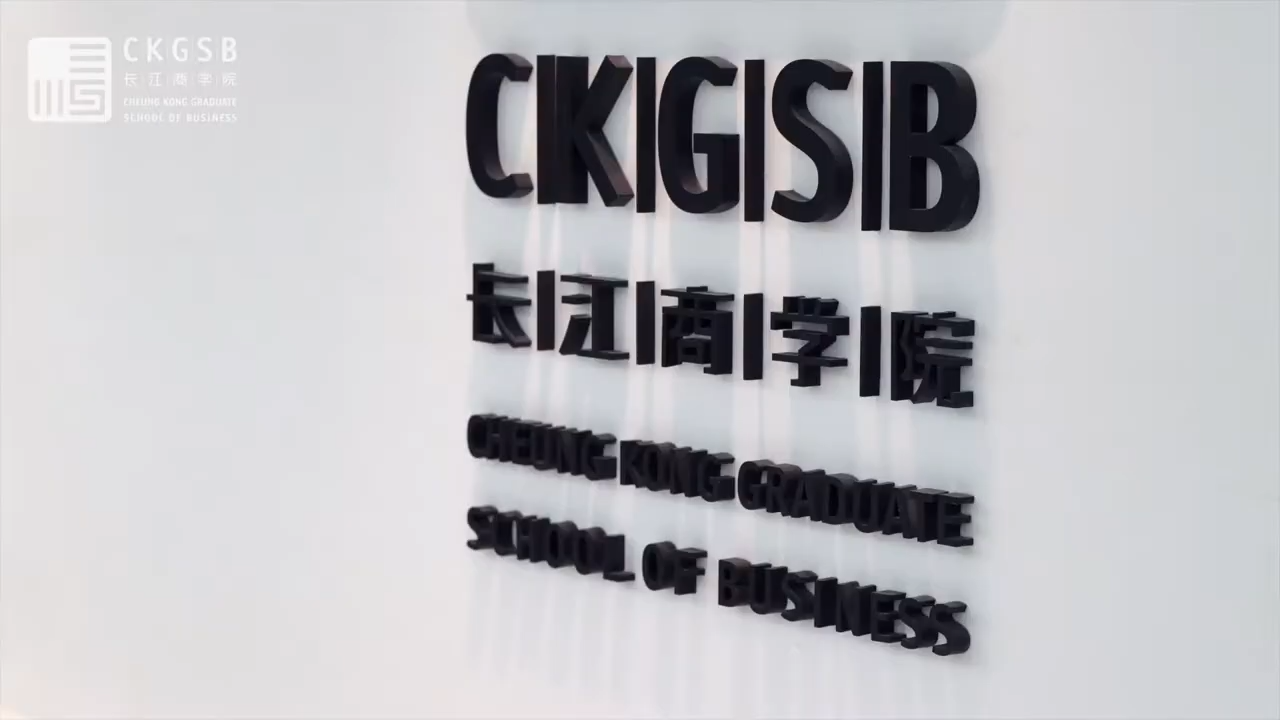 CKGSB
长江商学院
CHEUNG KONG GRADUATE
SCHOOL OF BUSINESS
C|K|G|S|B
长|江|商|学|院
CHEUNG KONG GRADUATE
SCHOOL OF BUSINESS